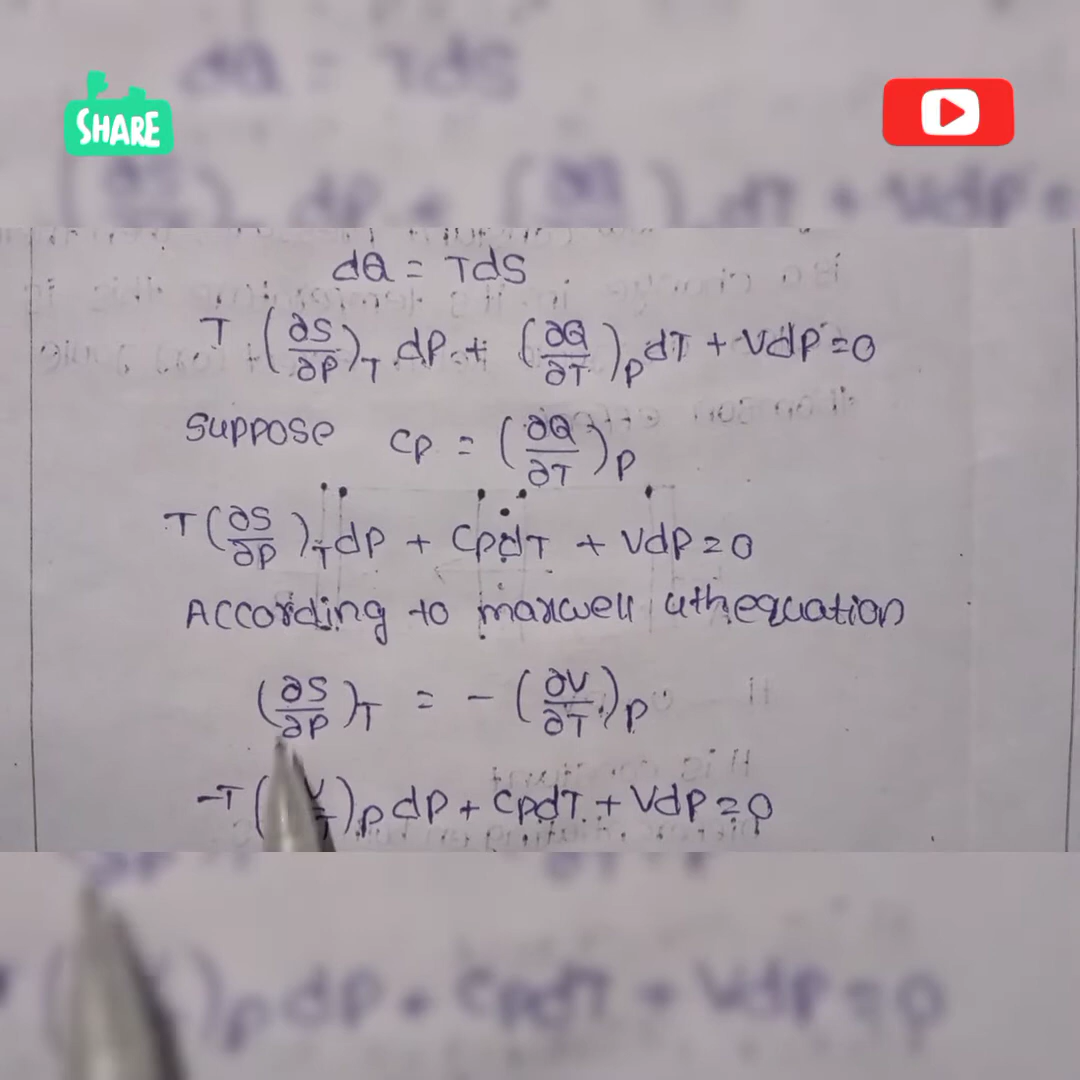 SHARE
dQ = TdS
T (∂S/∂P)_T dP + (∂Q/∂T)_P dT + VdP = 0
Suppose CP = (∂Q/∂T)_P
T (∂S/∂P)_T dP + CPdT + VdP = 0
According to maxwell 4th equation
(∂S/∂P)_T = - (∂V/∂T)_P
-T ( )_P dP + CPdT + VdP = 0